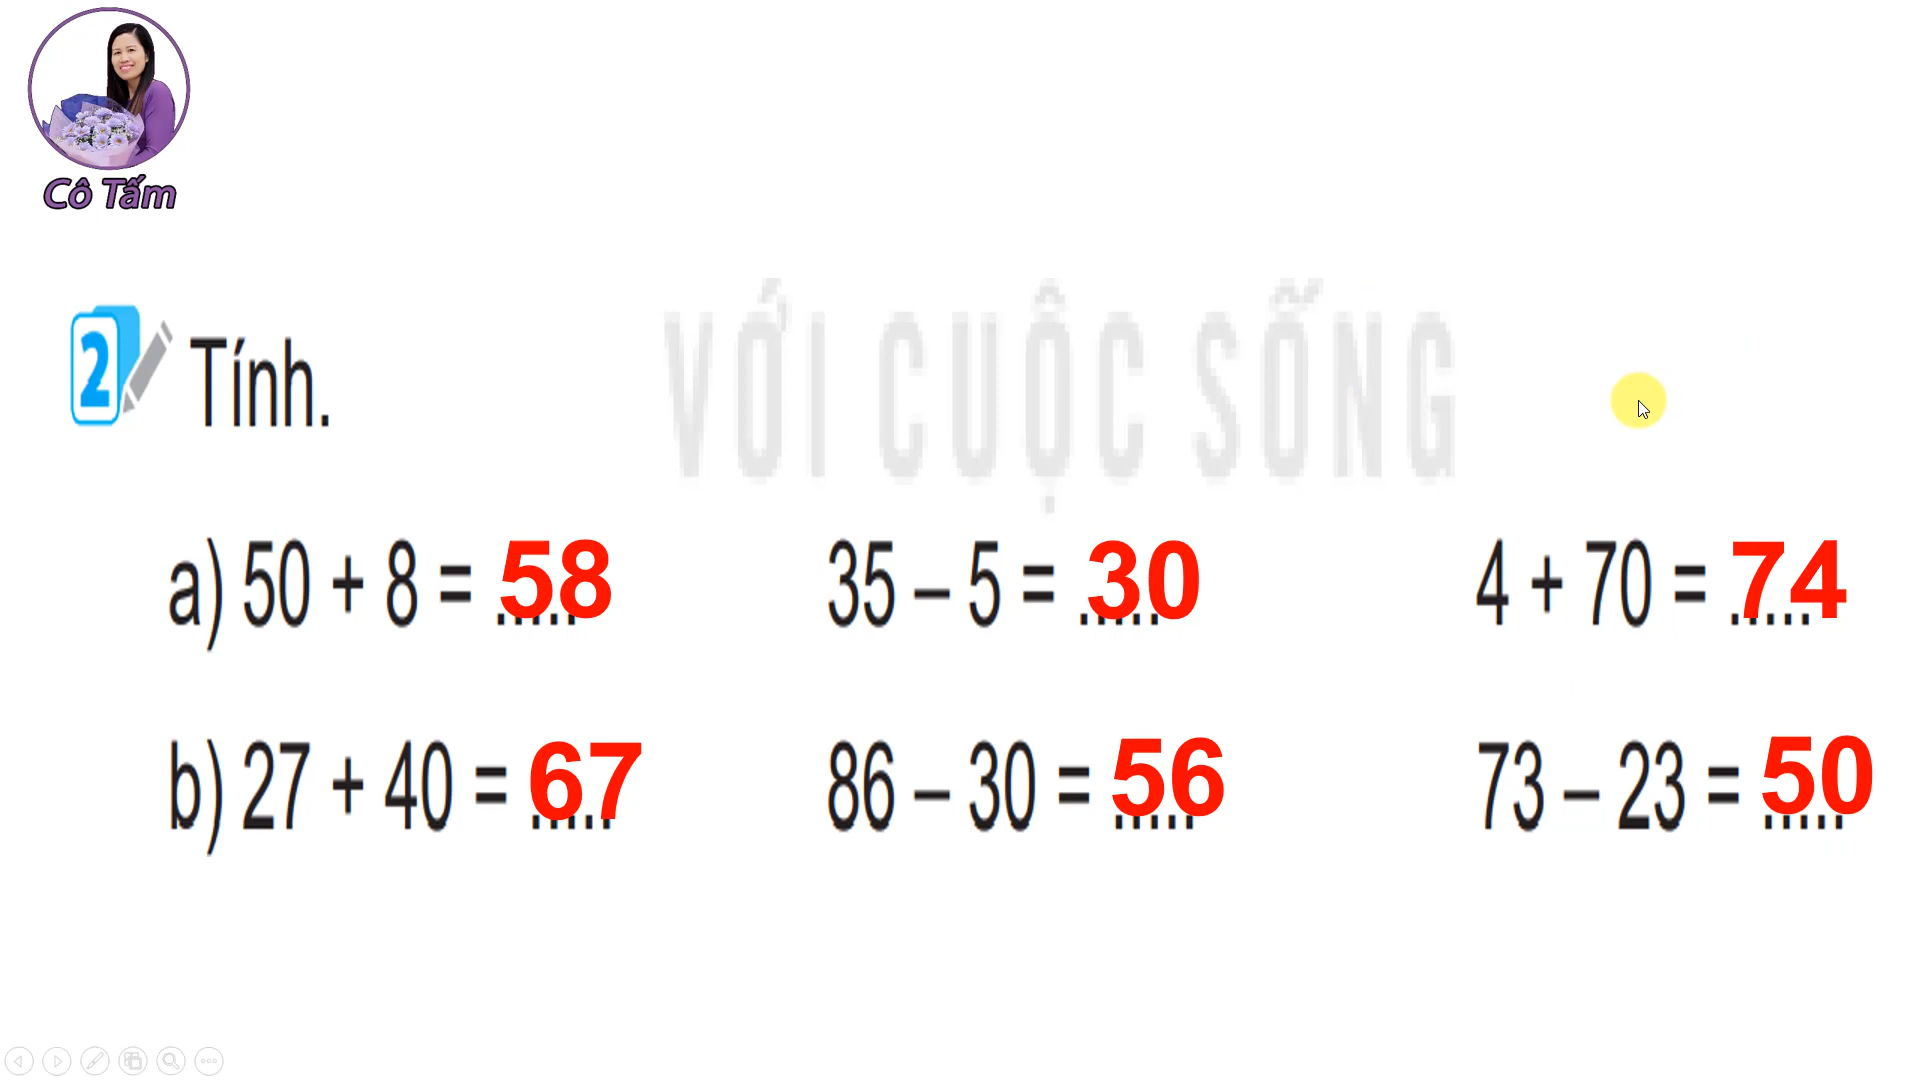 Cô Tấm
VỚI CUỘC SỐNG
2 Tính.
a) 50 + 8 = 58 35 – 5 = 30 4 + 70 = 74
b) 27 + 40 = 67 86 – 30 = 56 73 – 23 = 50